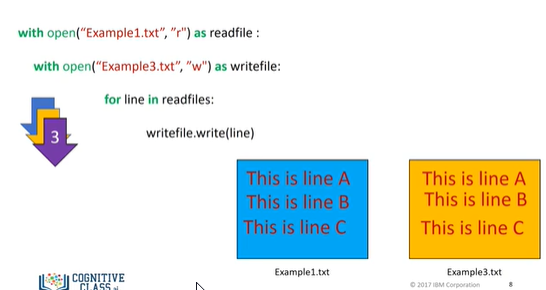 with open(“Example1.txt”, ”r") as readfile :
with open(“Example3.txt”, ”w") as writefile:
for line in readfiles:
writefile.write(line)
3
This is line A
This is line B
This is line C
Example1.txt
This is line A
This is line B
This is line C
Example3.txt
COGNITIVE
CLASS.ai
© 2017 IBM Corporation
8